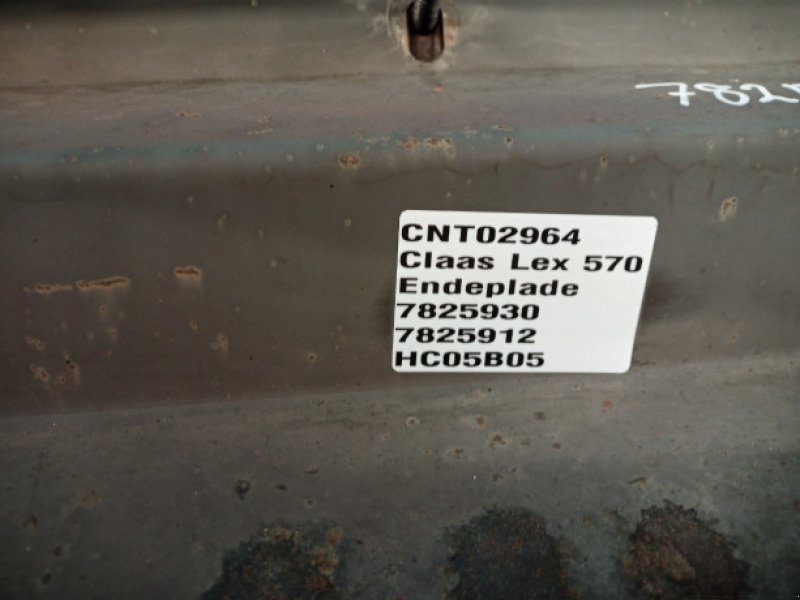 CNT02964
Claas Lex 570
Endeplade
7825930
7825912
HC05B05